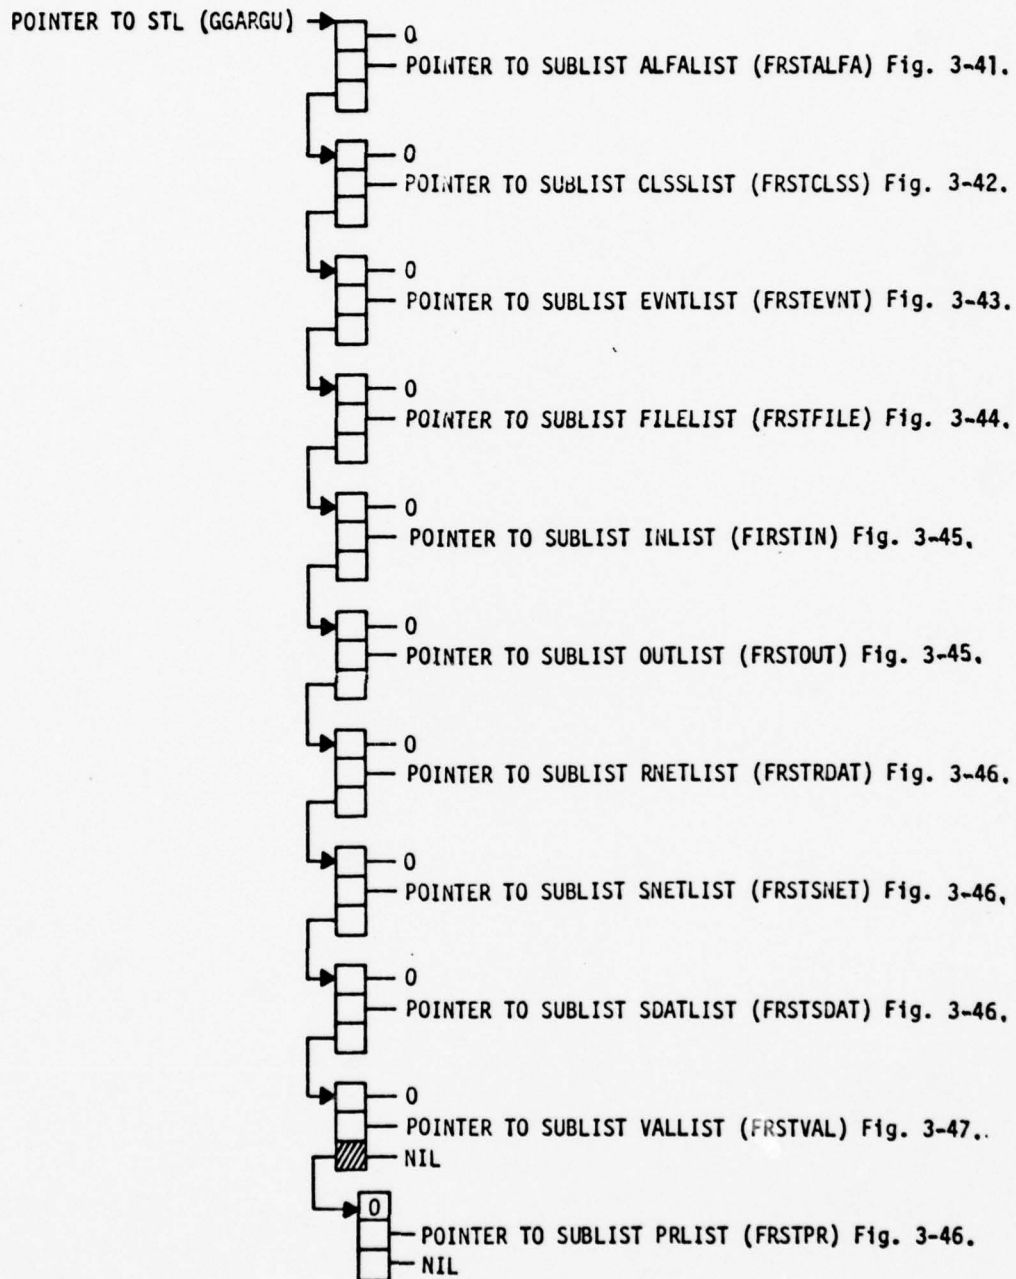 POINTER TO STL (GGARGU)
0
POINTER TO SUBLIST ALFALIST (FRSTALFA) Fig. 3-41.
0
POINTER TO SUBLIST CLSSLIST (FRSTCLSS) Fig. 3-42.
0
POINTER TO SUBLIST EVNTLIST (FRSTEVNT) Fig. 3-43.
0
POINTER TO SUBLIST FILELIST (FRSTFILE) Fig. 3-44.
0
POINTER TO SUBLIST INLIST (FIRSTIN) Fig. 3-45.
0
POINTER TO SUBLIST OUTLIST (FRSTOUT) Fig. 3-45.
0
POINTER TO SUBLIST RNETLIST (FRSTRDAT) Fig. 3-46.
0
POINTER TO SUBLIST SNETLIST (FRSTSNET) Fig. 3-46.
0
POINTER TO SUBLIST SDATLIST (FRSTSDAT) Fig. 3-46.
0
POINTER TO SUBLIST VALLIST (FRSTVAL) Fig. 3-47.
NIL
0
POINTER TO SUBLIST PRLIST (FRSTPR) Fig. 3-46.
NIL